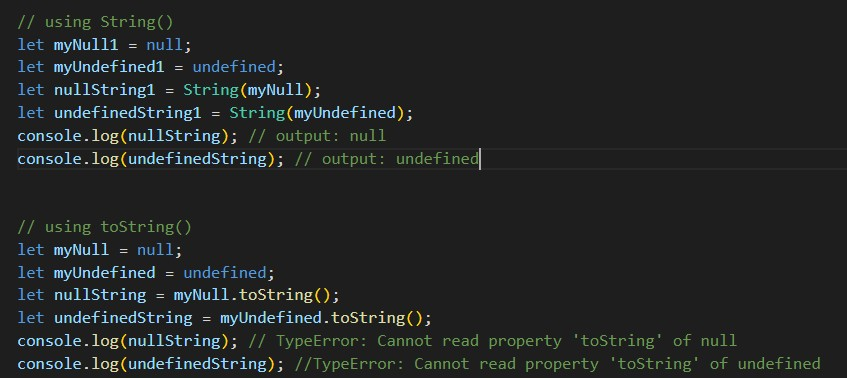 // using String()
let myNull1 = null;
let myUndefined1 = undefined;
let nullString1 = String(myNull);
let undefinedString1 = String(myUndefined);
console.log(nullString); // output: null
console.log(undefinedString); // output: undefined
// using toString()
let myNull = null;
let myUndefined = undefined;
let nullString = myNull.toString();
let undefinedString = myUndefined.toString();
console.log(nullString); // TypeError: Cannot read property 'toString' of null
console.log(undefinedString); //TypeError: Cannot read property 'toString' of undefined